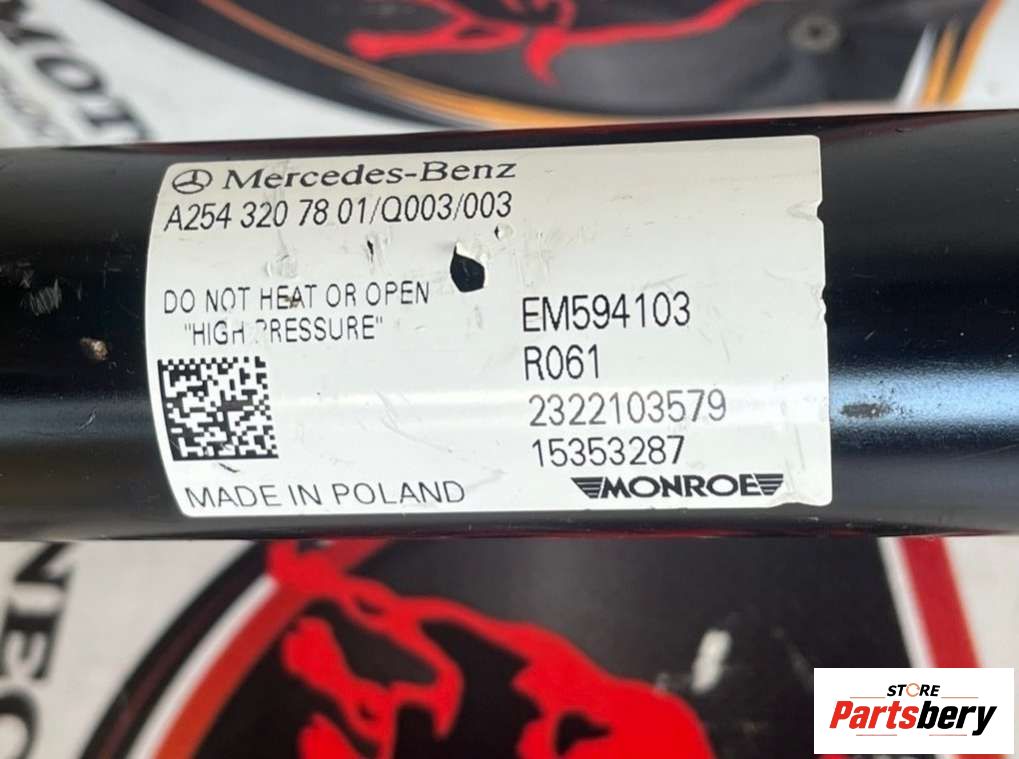 Mercedes-Benz
A254 320 78 01/Q003/003
DO NOT HEAT OR OPEN
"HIGH PRESSURE"
EM594103
R061
2322103579
15353287
MADE IN POLAND
MONROE
STORE
Partsbery